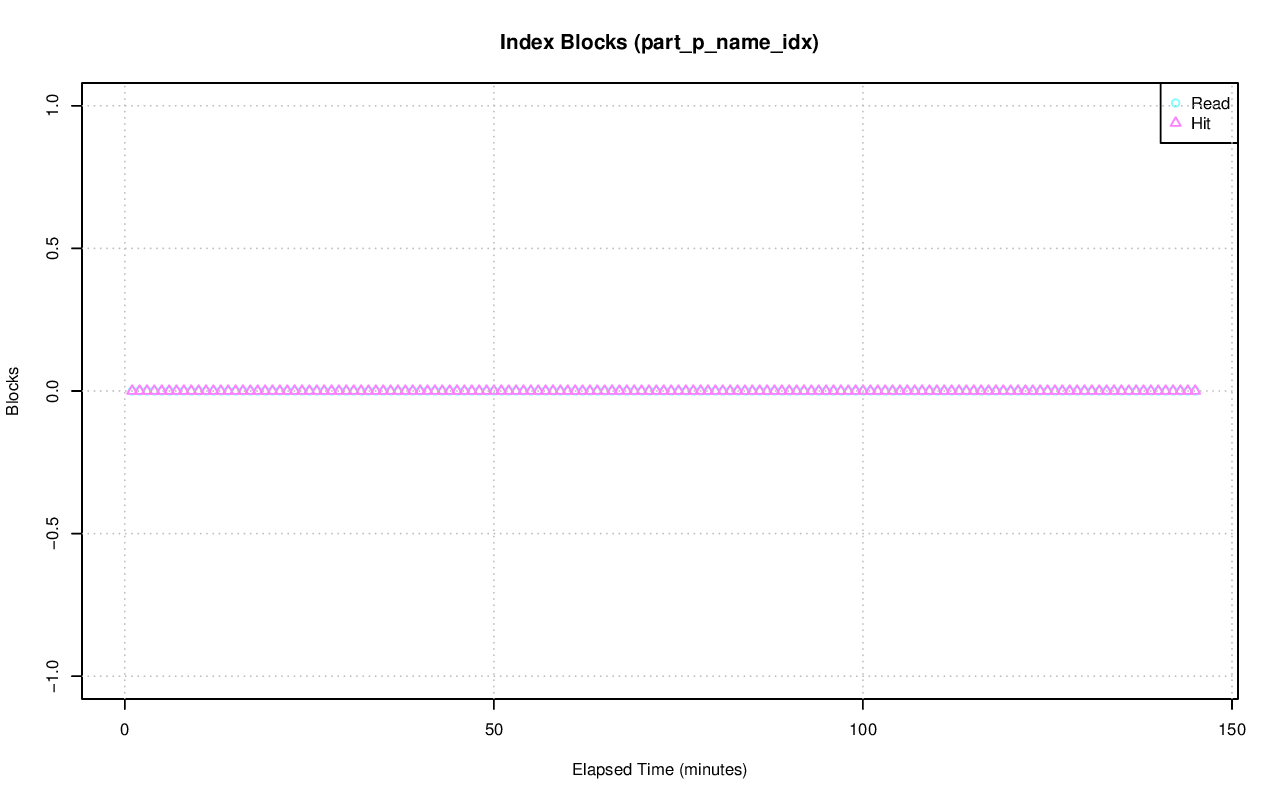 Index Blocks (part_p_name_idx)
Read
Hit
1.0
0.5
0.0
−0.5
−1.0
Blocks
0
50
100
150
Elapsed Time (minutes)